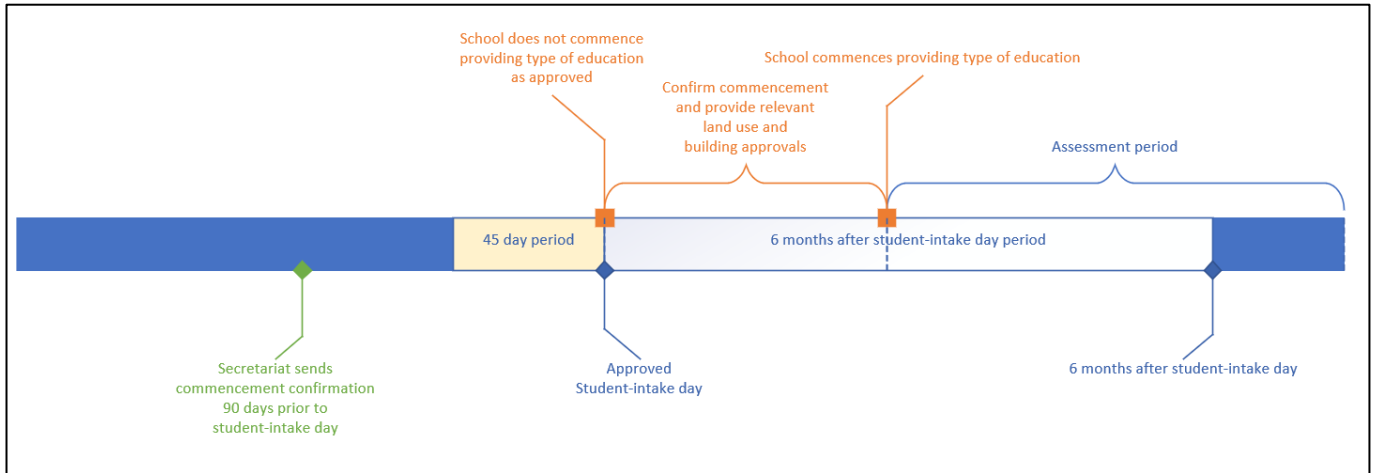 School does not commence
providing type of education
as approved
Confirm commencement
and provide relevant
land use and
building approvals
School commences providing type of education
Assessment period
45 day period
6 months after student-intake day period
Secretariat sends
commencement confirmation
90 days prior to
student-intake day
Approved
Student-intake day
6 months after student-intake day